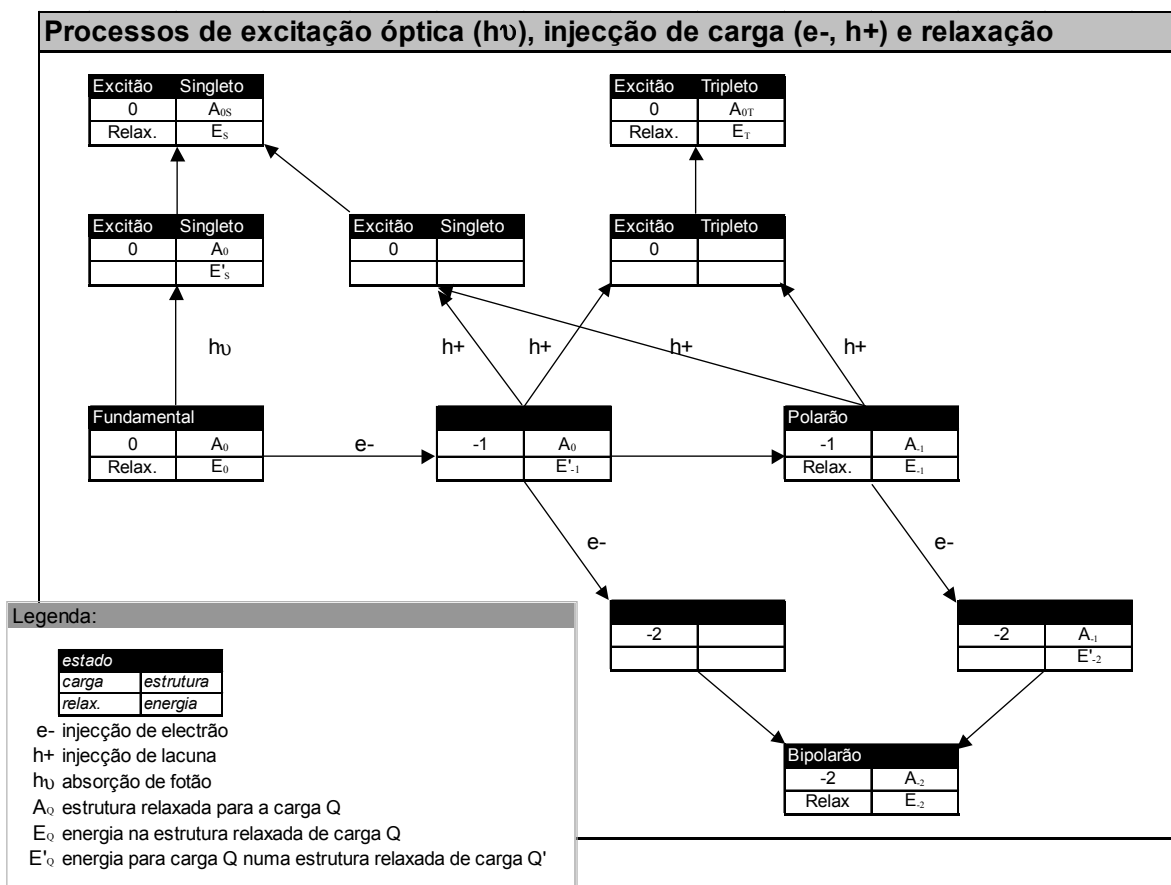 Processos de excitação óptica (hυ), injecção de carga (e-, h+) e relaxação
Excitão Singleto
0 A0S
Relax. ES
Excitão Tripleto
0 A0T
Relax. ET
Excitão Singleto
0 A0
E'S
Excitão Singleto
0
Excitão Tripleto
0
hυ
h+
h+
h+
h+
Fundamental
0 A0
Relax. E0
e-
-1 A0
E'-1
Polarão
-1 A-1
Relax. E-1
e-
e-
-2
-2 A-1
E'-2
Bipolarão
-2 A-2
Relax E-2
Legenda:
estado
carga estrutura
relax. energia
e- injecção de electrão
h+ injecção de lacuna
hυ absorção de fotão
AQ estrutura relaxada para a carga Q
EQ energia na estrutura relaxada de carga Q
E'Q energia para carga Q numa estrutura relaxada de carga Q'